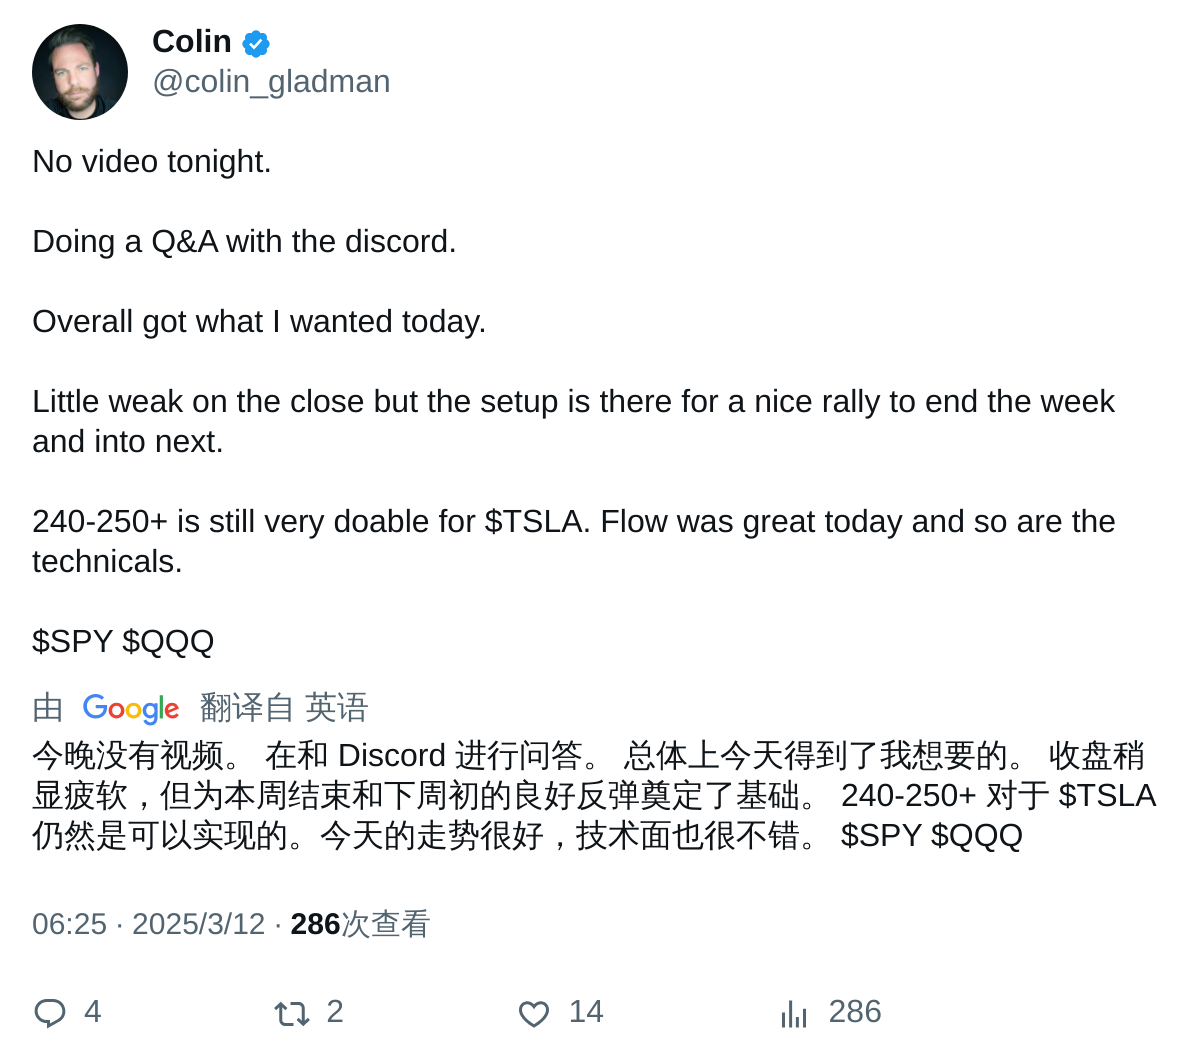 Colin
@colin_gladman
No video tonight.
Doing a Q&A with the discord.
Overall got what I wanted today.
Little weak on the close but the setup is there for a nice rally to end the week
and into next.
240-250+ is still very doable for $TSLA. Flow was great today and so are the
technicals.
$SPY $QQQ
由 Google 翻译自 英语
今晚没有视频。 在和 Discord 进行问答。 总体上今天得到了我想要的。 收盘稍
显疲软，但为本周结束和下周初的良好反弹奠定了基础。 240-250+ 对于 $TSLA
仍然是可以实现的。今天的走势很好，技术面也很不错。 $SPY $QQQ
06:25 · 2025/3/12 · 286次查看
4 2 14 286